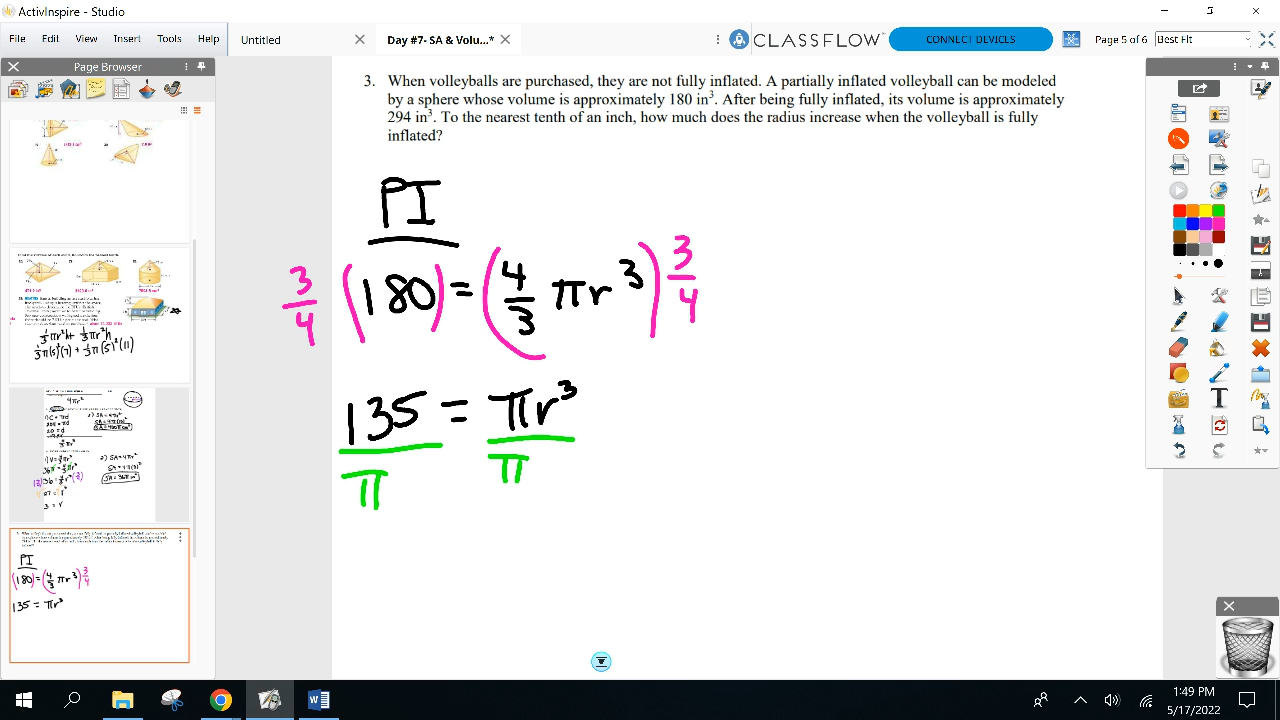 ActivInspire - Studio
File Edit View Insert Tools Help Untitled Day #7- SA & Volu...* CLASSFLOW CONNECT DEVICES Page 5 of 6 Best Fit
Page Browser
3. When volleyballs are purchased, they are not fully inflated. A partially inflated volleyball can be modeled
by a sphere whose volume is approximately 180 in³. After being fully inflated, its volume is approximately
294 in³. To the nearest tenth of an inch, how much does the radius increase when the volleyball is fully
inflated?
PI
3/4 (180) = (4/3 πr³) 3/4
135 = πr³
π π
1:49 PM
5/17/2022